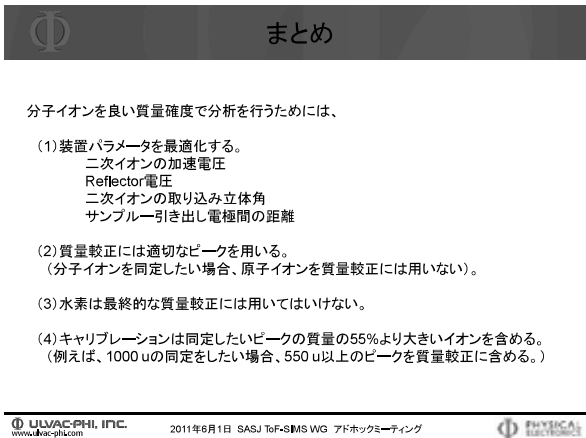 まとめ
分子イオンを良い質量確度で分析を行うためには、
(1)装置パラメータを最適化する。
二次イオンの加速電圧
Reflector電圧
二次イオンの取り込み立体角
サンプルー引き出し電極間の距離
(2)質量較正には適切なピークを用いる。
(分子イオンを同定したい場合、原子イオンを質量較正には用いない)。
(3)水素は最終的な質量較正には用いてはいけない。
(4)キャリブレーションは同定したいピークの質量の55%より大きいイオンを含める。
(例えば、1000 uの同定をしたい場合、550 u以上のピークを質量較正に含める。)
ULVAC-PHI, INC.
www.ulvac-phi.com
2011年6月1日 SASJ ToF-SIMS WG アドホックミーティング
PHYSICAL
ELECTRONICS